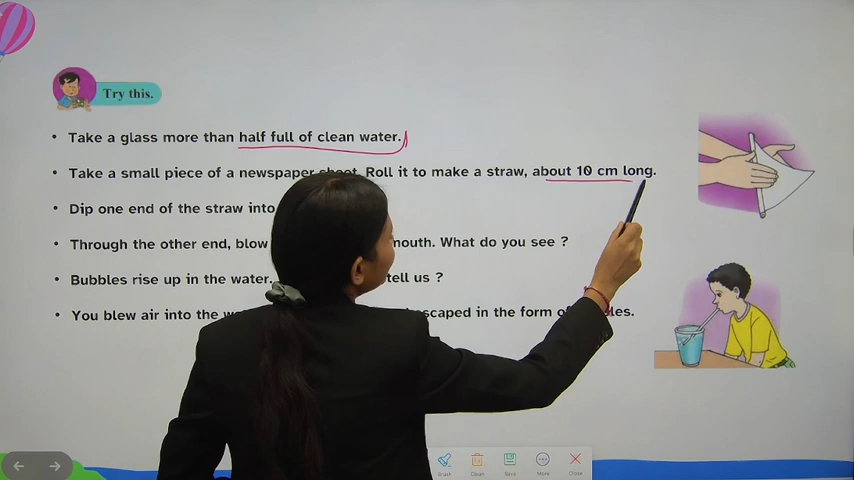 Try this.
• Take a glass more than half full of clean water.
• Take a small piece of a newspaper sheet. Roll it to make a straw, about 10 cm long.
• Dip one end of the straw into
• Through the other end, blow mouth. What do you see ?
• Bubbles rise up in the water. tell us ?
• You blew air into the escaped in the form of
Brush Clean Save More Close